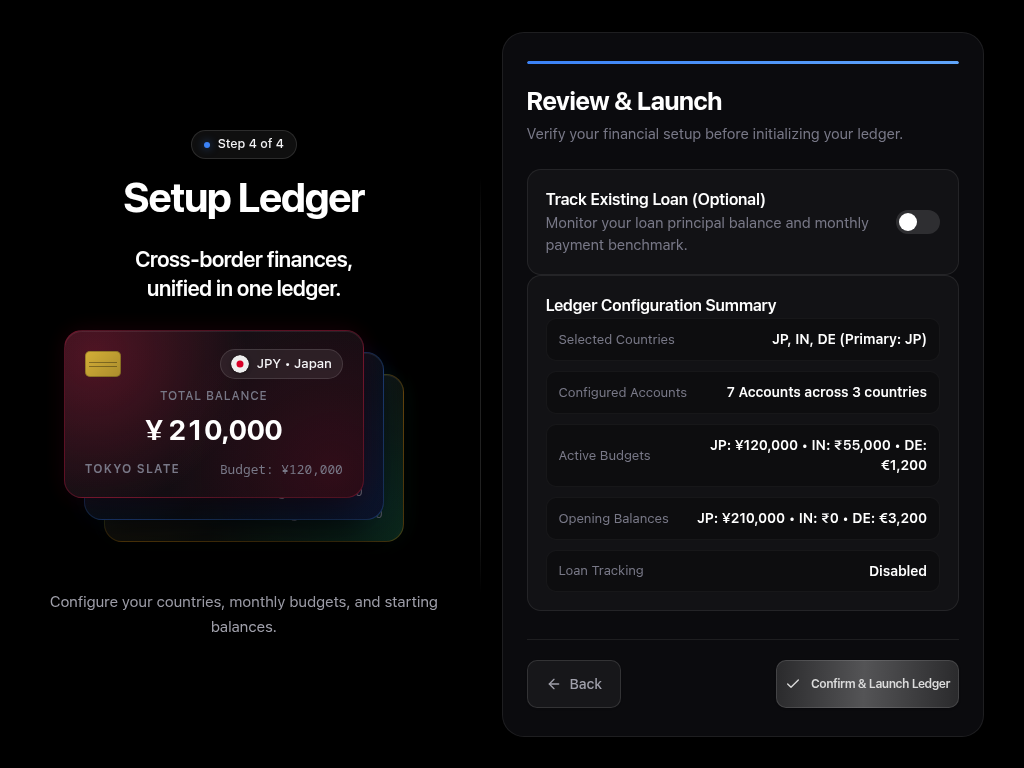 Step 4 of 4
Setup Ledger
Cross-border finances,
unified in one ledger.
JPY • Japan
TOTAL BALANCE
¥ 210,000
TOKYO SLATE
Budget: ¥120,000
Configure your countries, monthly budgets, and starting
balances.
Review & Launch
Verify your financial setup before initializing your ledger.
Track Existing Loan (Optional)
Monitor your loan principal balance and monthly
payment benchmark.
Ledger Configuration Summary
Selected Countries
JP, IN, DE (Primary: JP)
Configured Accounts
7 Accounts across 3 countries
Active Budgets
JP: ¥120,000 • IN: ₹55,000 • DE:
€1,200
Opening Balances
JP: ¥210,000 • IN: ₹0 • DE: €3,200
Loan Tracking
Disabled
Back
Confirm & Launch Ledger